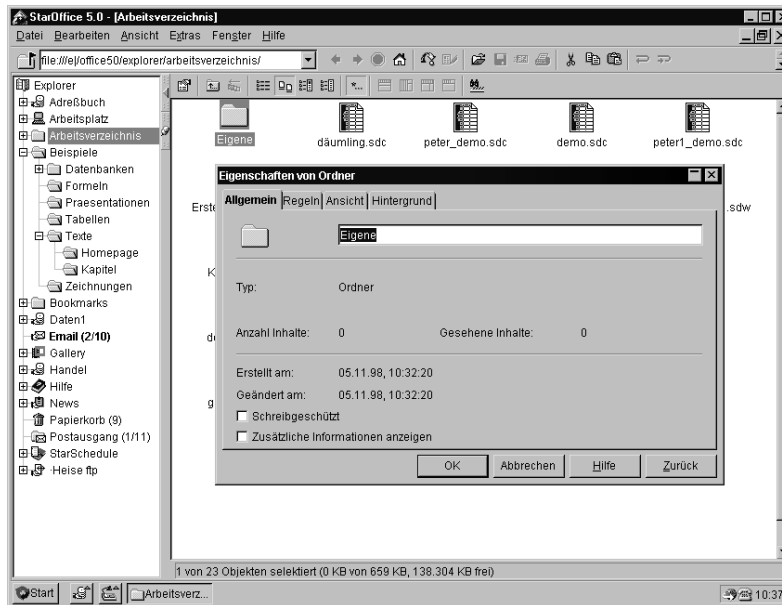 StarOffice 5.0 - [Arbeitsverzeichnis]
Datei Bearbeiten Ansicht Extras Fenster Hilfe
file:///e|/office50/explorer/arbeitsverzeichnis/
Explorer
Adreßbuch
Arbeitsplatz
Arbeitsverzeichnis
Beispiele
Datenbanken
Formeln
Praesentationen
Tabellen
Texte
Homepage
Kapitel
Zeichnungen
Bookmarks
Daten1
Email (2/10)
Gallery
Handel
Hilfe
News
Papierkorb (9)
Postausgang (1/11)
StarSchedule
Heise ftp
Eigene däumling.sdc peter_demo.sdc demo.sdc peter1_demo.sdc
Erste .sdw
K
d
g
Eigenschaften von Ordner
Allgemein Regeln Ansicht Hintergrund
Eigene
Typ: Ordner
Anzahl Inhalte: 0 Gesehene Inhalte: 0
Erstellt am: 05.11.98, 10:32:20
Geändert am: 05.11.98, 10:32:20
Schreibgeschützt
Zusätzliche Informationen anzeigen
OK Abbrechen Hilfe Zurück
1 von 23 Objekten selektiert (0 KB von 659 KB, 138.304 KB frei)
Start Arbeitsverz... 10:37